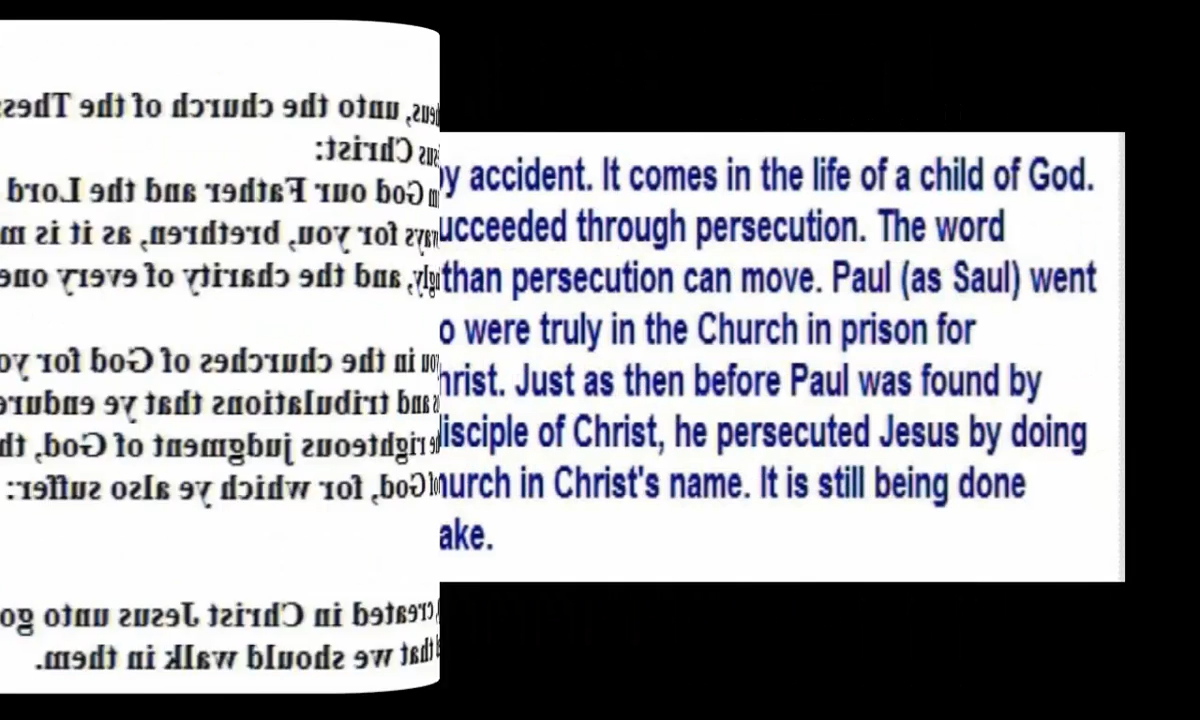 eus, unto the church of the Thes
sus Christ:
m God our Father and the Lord
ways for you, brethren, as it is m
gly, and the charity of every one
you in the churches of God for yo
s and tribulations that ye endure
he righteous judgment of God, th
of God, for which ye also suffer:
created in Christ Jesus unto go
that we should walk in them.
y accident. It comes in the life of a child of God.
ucceeded through persecution. The word
than persecution can move. Paul (as Saul) went
o were truly in the Church in prison for
hrist. Just as then before Paul was found by
disciple of Christ, he persecuted Jesus by doing
hurch in Christ's name. It is still being done
ake.